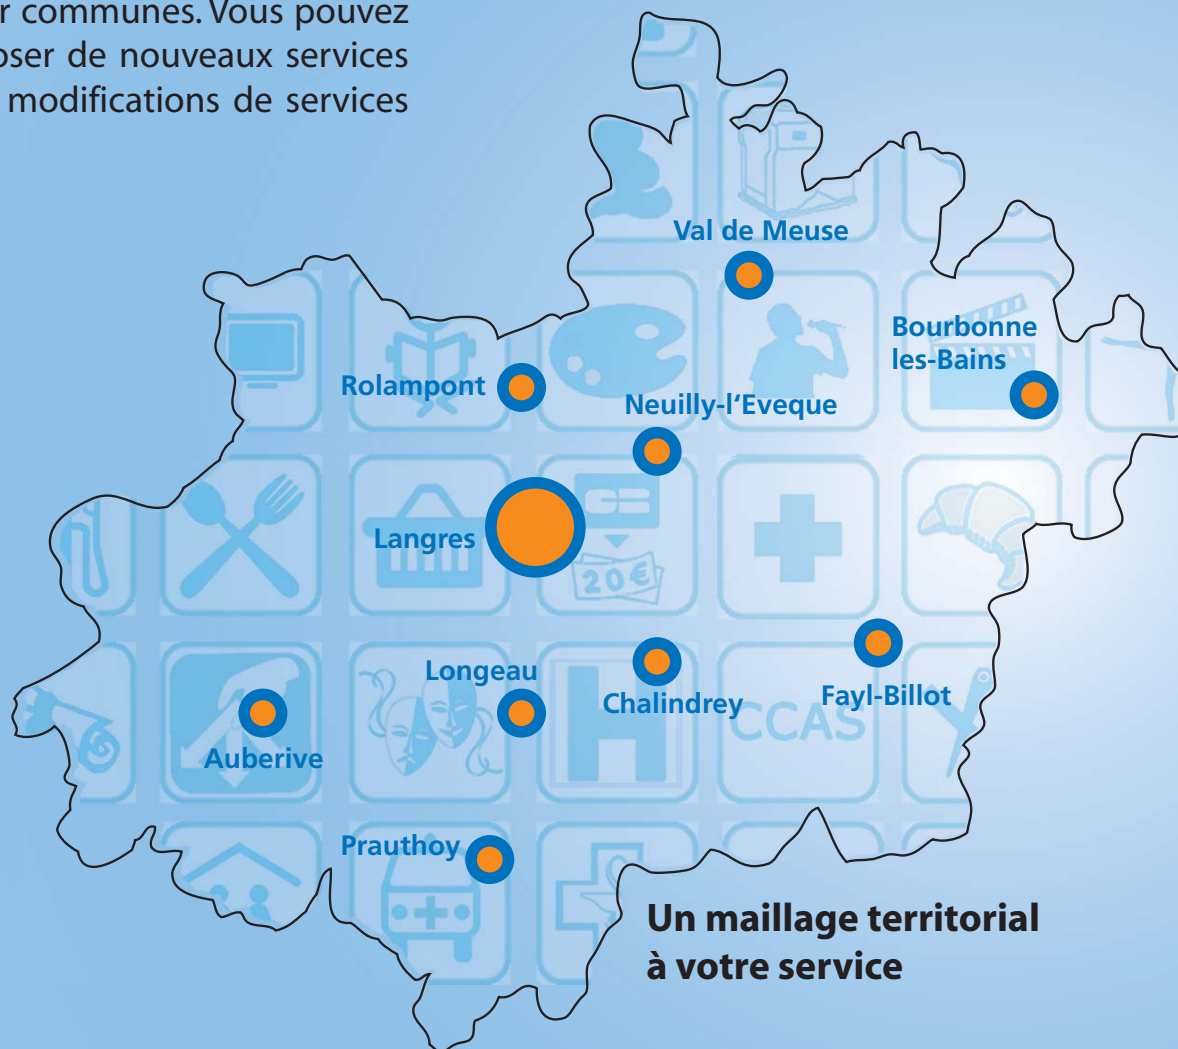 r communes. Vous pouvez
oser de nouveaux services
modifications de services
Val de Meuse
Bourbonne
les-Bains
Rolampont
Neuilly-l‘Eveque
Langres
20€
Longeau
Chalindrey
Fayl-Billot
CCAS
Auberive
H
Prauthoy
Un maillage territorial
à votre service